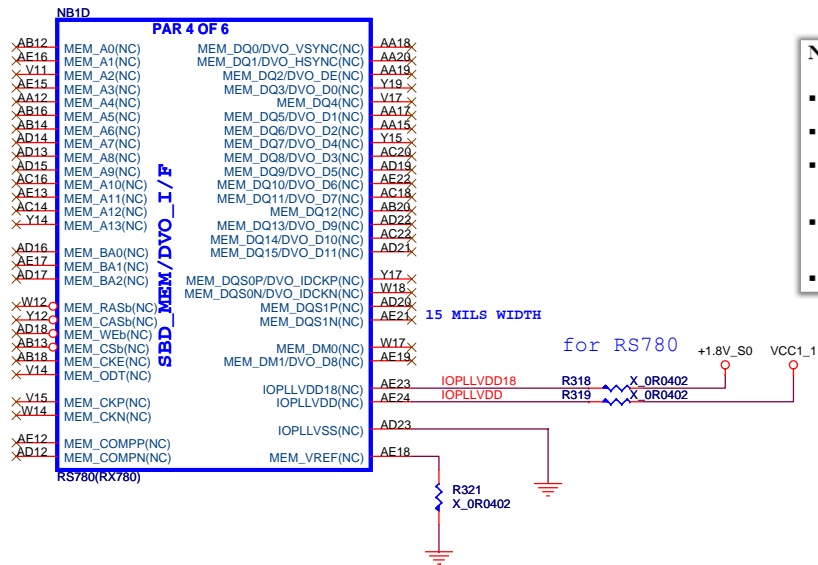 NB1D
PAR 4 OF 6
AB12 MEM_A0(NC) MEM_DQ0/DVO_VSYNC(NC) AA18
AE16 MEM_A1(NC) MEM_DQ1/DVO_HSYNC(NC) AA20
V11 MEM_A2(NC) MEM_DQ2/DVO_DE(NC) AA19
AE15 MEM_A3(NC) MEM_DQ3/DVO_D0(NC) Y19
AA12 MEM_A4(NC) MEM_DQ4(NC) V17
AB16 MEM_A5(NC) MEM_DQ5/DVO_D1(NC) AA17
AB14 MEM_A6(NC) MEM_DQ6/DVO_D2(NC) AA15
AD14 MEM_A7(NC) MEM_DQ7/DVO_D4(NC) Y15
AD13 MEM_A8(NC) MEM_DQ8/DVO_D3(NC) AC20
AD15 MEM_A9(NC) MEM_DQ9/DVO_D5(NC) AD19
AC16 MEM_A10(NC) MEM_DQ10/DVO_D6(NC) AE22
AE13 MEM_A11(NC) MEM_DQ11/DVO_D7(NC) AC18
AC14 MEM_A12(NC) MEM_DQ12(NC) AB20
Y14 MEM_A13(NC) MEM_DQ13/DVO_D9(NC) AD22
MEM_DQ14/DVO_D10(NC) AC22
AD16 MEM_BA0(NC) MEM_DQ15/DVO_D11(NC) AD21
AE17 MEM_BA1(NC)
AD17 MEM_BA2(NC) MEM_DQS0P/DVO_IDCKP(NC) Y17
MEM_DQS0N/DVO_IDCKN(NC) W18
W12 MEM_RASb(NC) MEM_DQS1P(NC) AD20
Y12 MEM_CASb(NC) MEM_DQS1N(NC) AE21
AD18 MEM_WEb(NC)
AB13 MEM_CSb(NC) MEM_DM0(NC) W17
AB18 MEM_CKE(NC) MEM_DM1/DVO_D8(NC) AE19
V14 MEM_ODT(NC)
SBD_MEM/DVO_I/F
15 MILS WIDTH
for RS780 +1.8V_S0 VCC1_1
IOPLLVDD18(NC) AE23 IOPLLVDD18 R318 X_0R0402
V15 MEM_CKP(NC) IOPLLVDD(NC) AE24 IOPLLVDD R319 X_0R0402
W14 MEM_CKN(NC)
IOPLLVSS(NC) AD23
AE12 MEM_COMPP(NC)
AD12 MEM_COMPN(NC) MEM_VREF(NC) AE18
RS780(RX780)
R321
X_0R0402